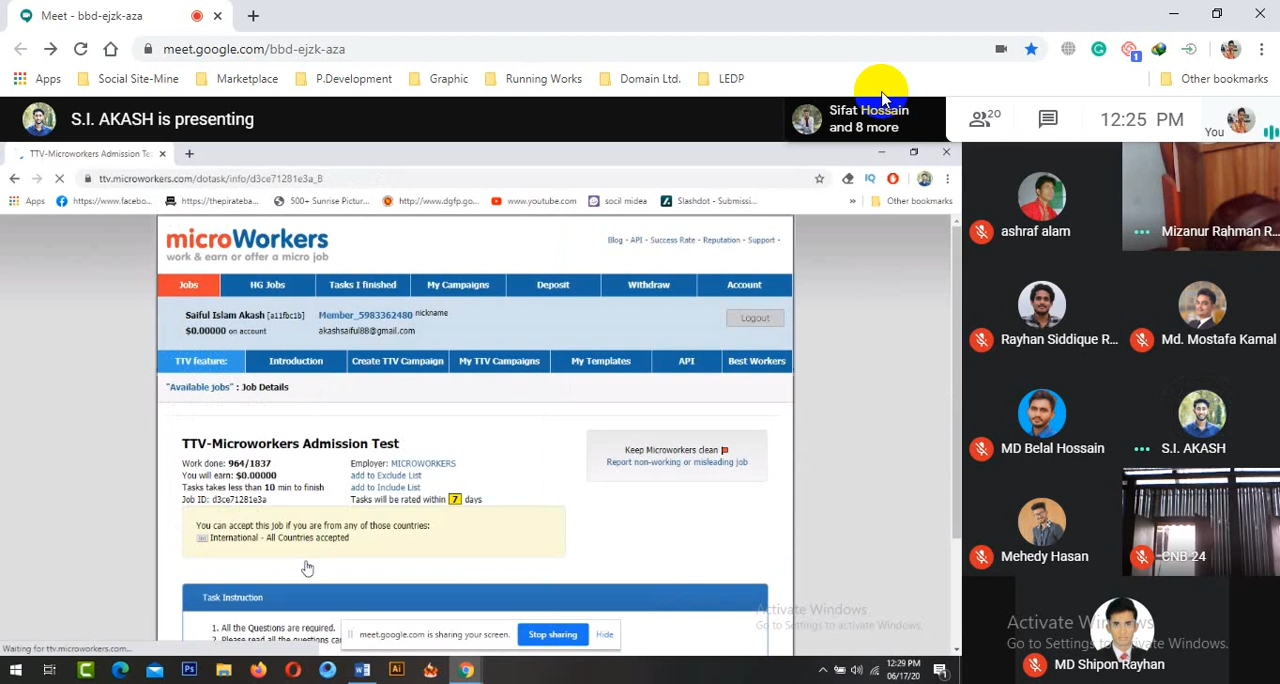 Meet - bbd-ejzk-aza
meet.google.com/bbd-ejzk-aza
1
Apps Social Site-Mine Marketplace P.Development Graphic Running Works Domain Ltd. LEDP Other bookmarks
S.I. AKASH is presenting
Sifat Hossain
and 8 more
20
12:25 PM
You
TTV-Microworkers Admission Te:
ttv.microworkers.com/dotask/info/d3ce71281e3a_B
IQ
Apps https://www.facebo... https://thepirateba... 500+ Sunrise Pictur... http://www.dgfp.go... www.youtube.com socil midea Slashdot - Submissi... » Other bookmarks
microWorkers
work & earn or offer a micro job
Blog - API - Success Rate - Reputation - Support -
Jobs HG Jobs Tasks I finished My Campaigns Deposit Withdraw Account
Saiful Islam Akash [a11fbc1b] Member_5983362480 nickname
$0.00000 on account akashsaiful88@gmail.com
Logout
TTV feature: Introduction Create TTV Campaign My TTV Campaigns My Templates API Best Workers
"Available jobs" : Job Details
TTV-Microworkers Admission Test
Work done: 964/1837
You will earn: $0.00000
Tasks takes less than 10 min to finish
Job ID: d3ce71281e3a
Employer: MICROWORKERS
add to Exclude List
add to Include List
Tasks will be rated within 7 days
Keep Microworkers clean
Report non-working or misleading job
You can accept this job if you are from any of those countries:
International - All Countries accepted
Task Instruction
1. All the Questions are required.
2. Please read all the questions ca
meet.google.com is sharing your screen. Stop sharing Hide
Activate Windows
Go to Settings to activate Windows.
Waiting for ttv.microworkers.com...
ashraf alam
Mizanur Rahman R...
Rayhan Siddique R...
Md. Mostafa Kamal
MD Belal Hossain
S.I. AKASH
Mehedy Hasan
CNB 24
MD Shipon Rayhan
Activate Windows
Go to Settings to activate Windows.
Ps
W
Ai
12:29 PM
06/17/20
1